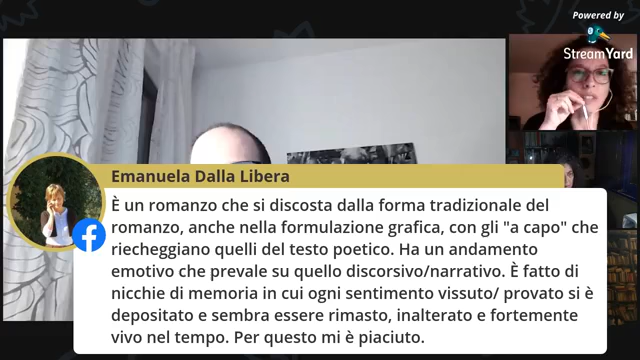 Powered by
StreamYard
Emanuela Dalla Libera
È un romanzo che si discosta dalla forma tradizionale del
romanzo, anche nella formulazione grafica, con gli "a capo" che
riecheggiano quelli del testo poetico. Ha un andamento
emotivo che prevale su quello discorsivo/narrativo. È fatto di
nicchie di memoria in cui ogni sentimento vissuto/ provato si è
depositato e sembra essere rimasto, inalterato e fortemente
vivo nel tempo. Per questo mi è piaciuto.